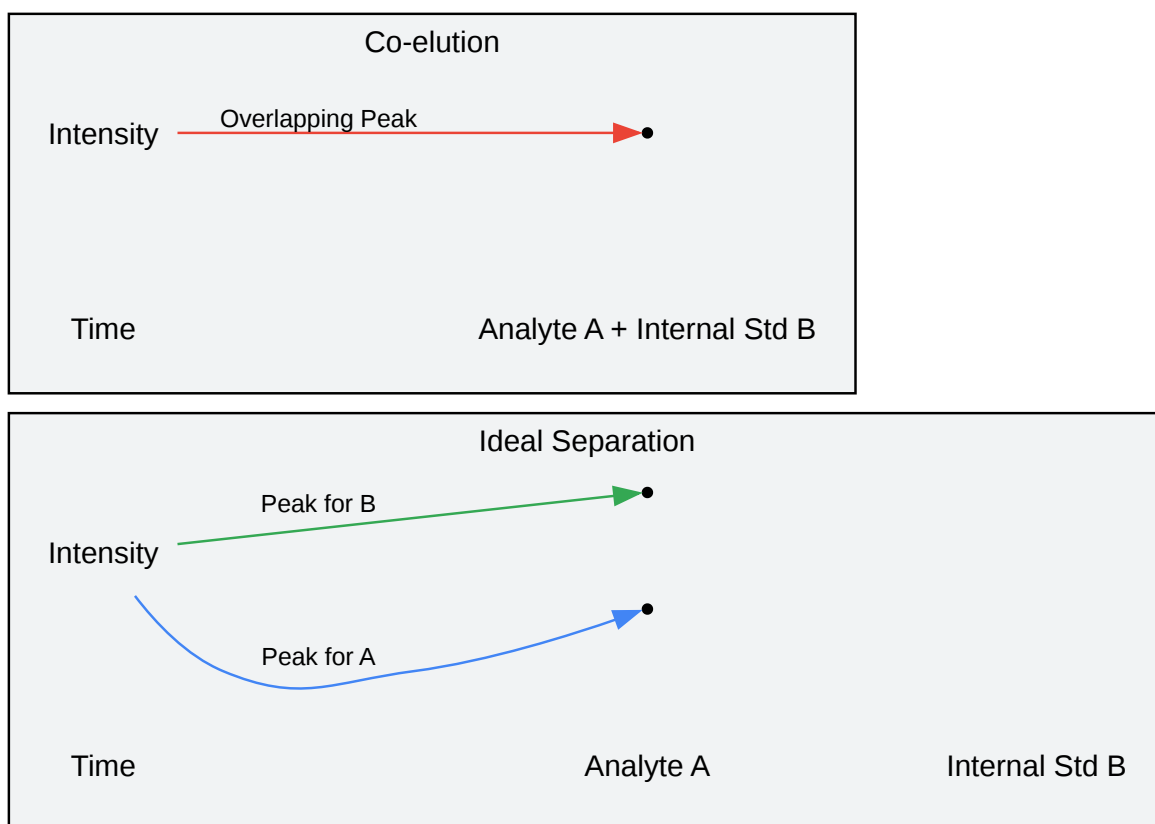 Co-elution
Overlapping Peak
Intensity
Time
Analyte A + Internal Std B
Ideal Separation
Peak for B
Intensity
Peak for A
Time
Analyte A
Internal Std B